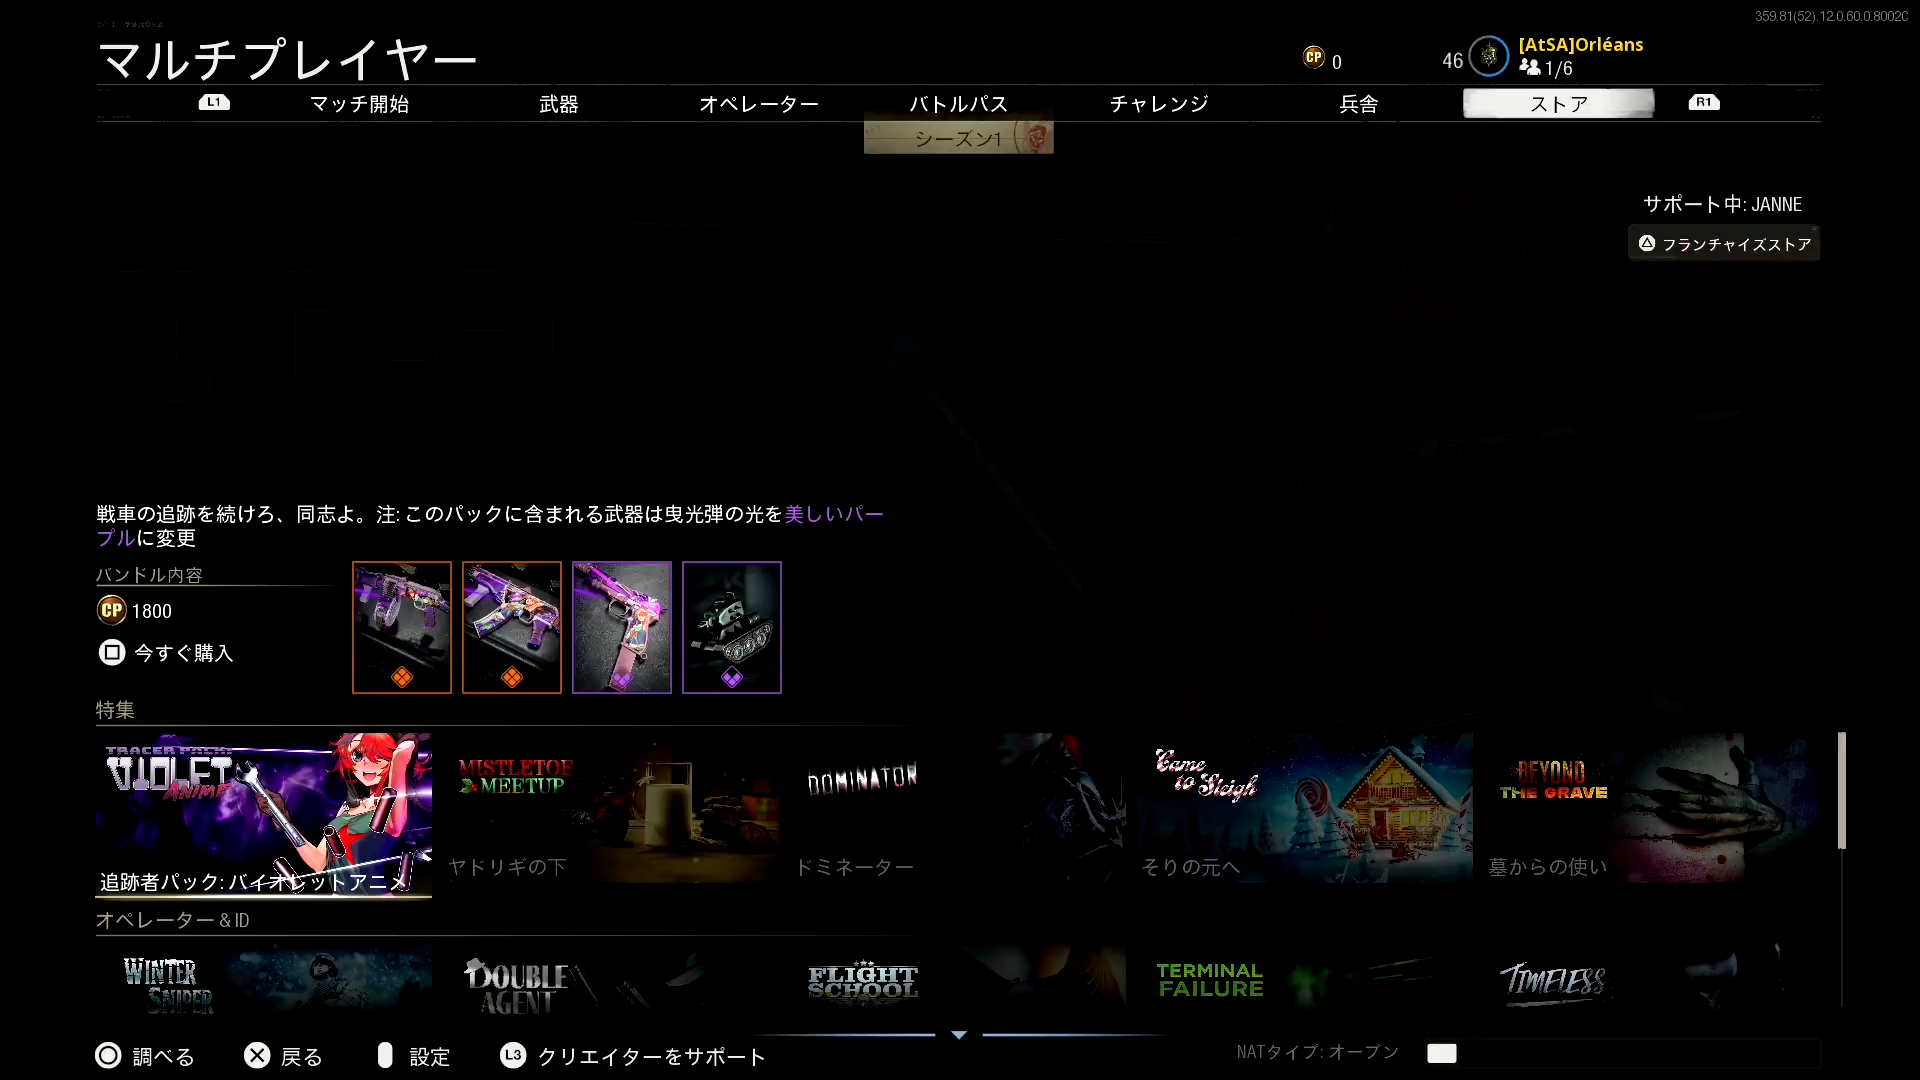 359.81(52).12.0.60.0.8002C
マルチプレイヤー
CP 0
46
[AtSA]Orléans
1/6
L1 マッチ開始 武器 オペレーター バトルパス チャレンジ 兵舎 ストア R1
シーズン1
サポート中: JANNE
フランチャイズストア
戦車の追跡を続けろ、同志よ。注: このパックに含まれる武器は曳光弾の光を美しいパー
プルに変更
バンドル内容
CP 1800
今すぐ購入
特集
TRACER PACK:
VIOLET
ANIME
追跡者パック: バイオレットアニメ
MISTLETOE
MEETUP
ヤドリギの下
DOMINATOR
ドミネーター
Came
to Sleigh
そりの元へ
BEYOND
THE GRAVE
墓からの使い
オペレーター & ID
WINTER
SNIPER
DOUBLE
AGENT
FLIGHT
SCHOOL
TERMINAL
FAILURE
TIMELESS
調べる 戻る 設定 L3 クリエイターをサポート
NATタイプ: オープン